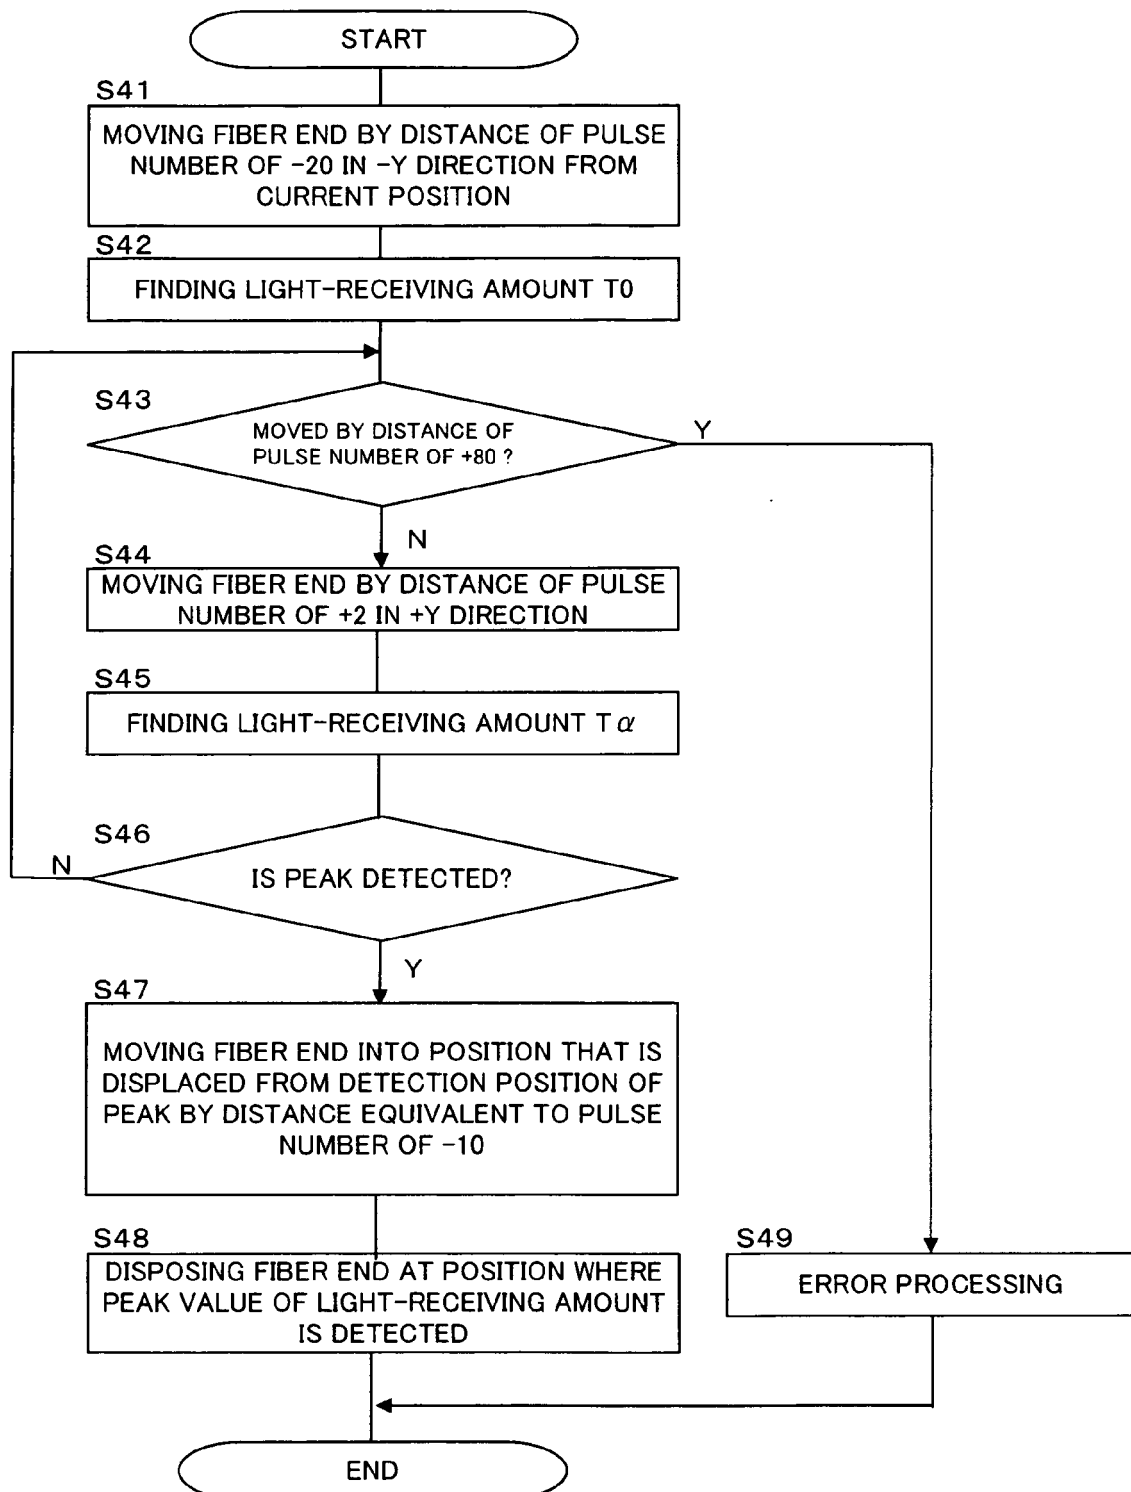 START
S41
MOVING FIBER END BY DISTANCE OF PULSE
NUMBER OF -20 IN -Y DIRECTION FROM
CURRENT POSITION
S42
FINDING LIGHT-RECEIVING AMOUNT T0
S43
MOVED BY DISTANCE OF
PULSE NUMBER OF +80 ?
Y
N
S44
MOVING FIBER END BY DISTANCE OF PULSE
NUMBER OF +2 IN +Y DIRECTION
S45
FINDING LIGHT-RECEIVING AMOUNT T α
S46
N
IS PEAK DETECTED?
Y
S47
MOVING FIBER END INTO POSITION THAT IS
DISPLACED FROM DETECTION POSITION OF
PEAK BY DISTANCE EQUIVALENT TO PULSE
NUMBER OF -10
S48
DISPOSING FIBER END AT POSITION WHERE
PEAK VALUE OF LIGHT-RECEIVING AMOUNT
IS DETECTED
S49
ERROR PROCESSING
END